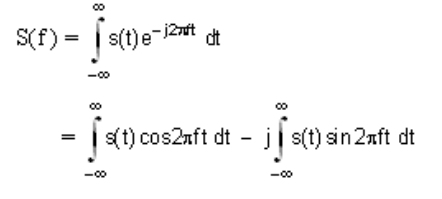 S(f) = ∫_{-∞}^{∞} s(t) e^{-j2πft} dt
= ∫_{-∞}^{∞} s(t) cos2πft dt - j∫_{-∞}^{∞} s(t) sin2πft dt